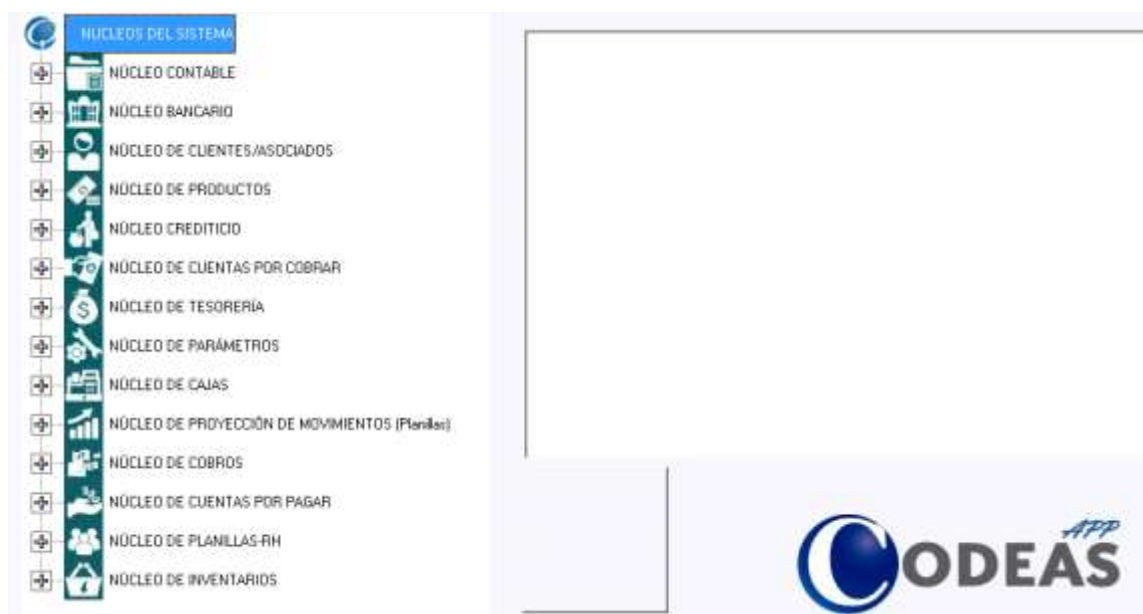 NUCLEOS DEL SISTEMA
NÚCLEO CONTABLE
NÚCLEO BANCARIO
NÚCLEO DE CLIENTES/ASOCIADOS
NÚCLEO DE PRODUCTOS
NÚCLEO CREDITICIO
NÚCLEO DE CUENTAS POR COBRAR
NÚCLEO DE TESORERÍA
NÚCLEO DE PARÁMETROS
NÚCLEO DE CAJAS
NÚCLEO DE PROYECCIÓN DE MOVIMIENTOS (Planillas)
NÚCLEO DE COBROS
NÚCLEO DE CUENTAS POR PAGAR
NÚCLEO DE PLANILLAS-RH
NÚCLEO DE INVENTARIOS
CODEAS APP